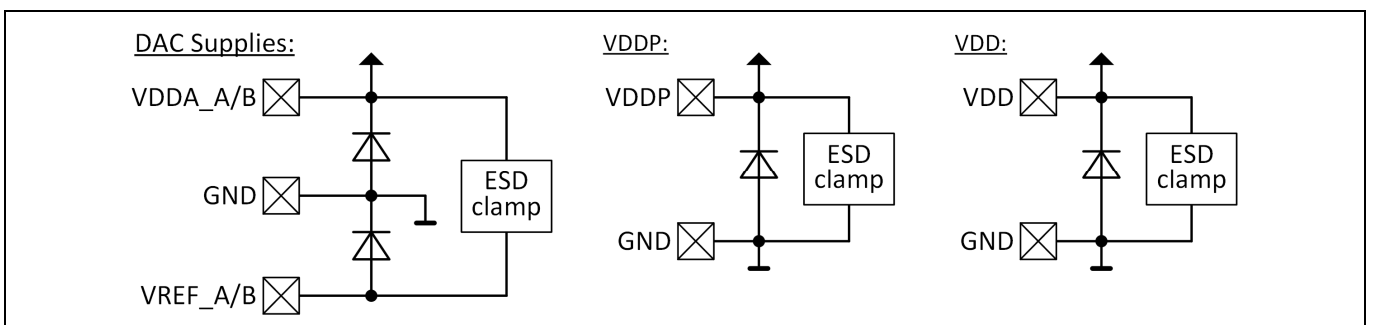 DAC Supplies:
VDDA_A/B
GND
VREF_A/B
ESD
clamp
VDDP:
VDDP
GND
ESD
clamp
VDD:
VDD
GND
ESD
clamp